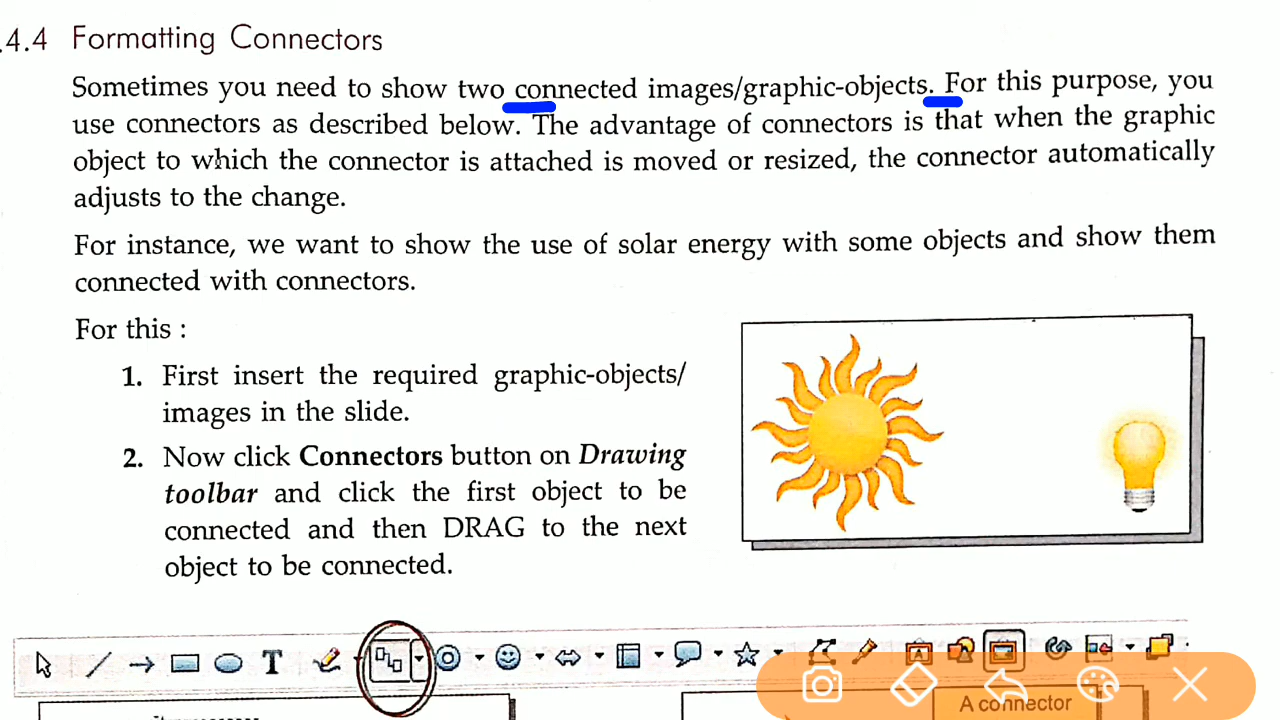 .4.4 Formatting Connectors
Sometimes you need to show two connected images/graphic-objects. For this purpose, you
use connectors as described below. The advantage of connectors is that when the graphic
object to which the connector is attached is moved or resized, the connector automatically
adjusts to the change.
For instance, we want to show the use of solar energy with some objects and show them
connected with connectors.
For this :
1. First insert the required graphic-objects/
images in the slide.
2. Now click Connectors button on Drawing
toolbar and click the first object to be
connected and then DRAG to the next
object to be connected.
T
A connector